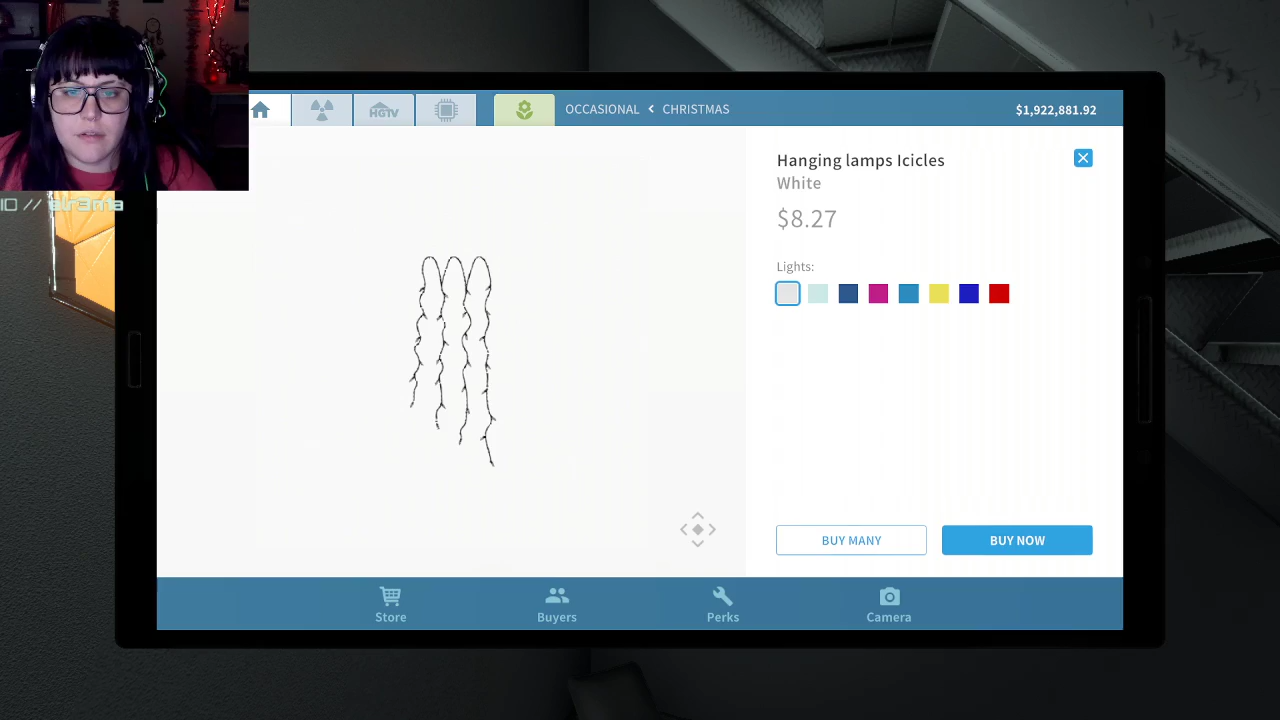 HGTV
OCCASIONAL < CHRISTMAS
$1,922,881.92
Hanging lamps Icicles
White
$8.27
Lights:
BUY MANY
BUY NOW
Store
Buyers
Perks
Camera